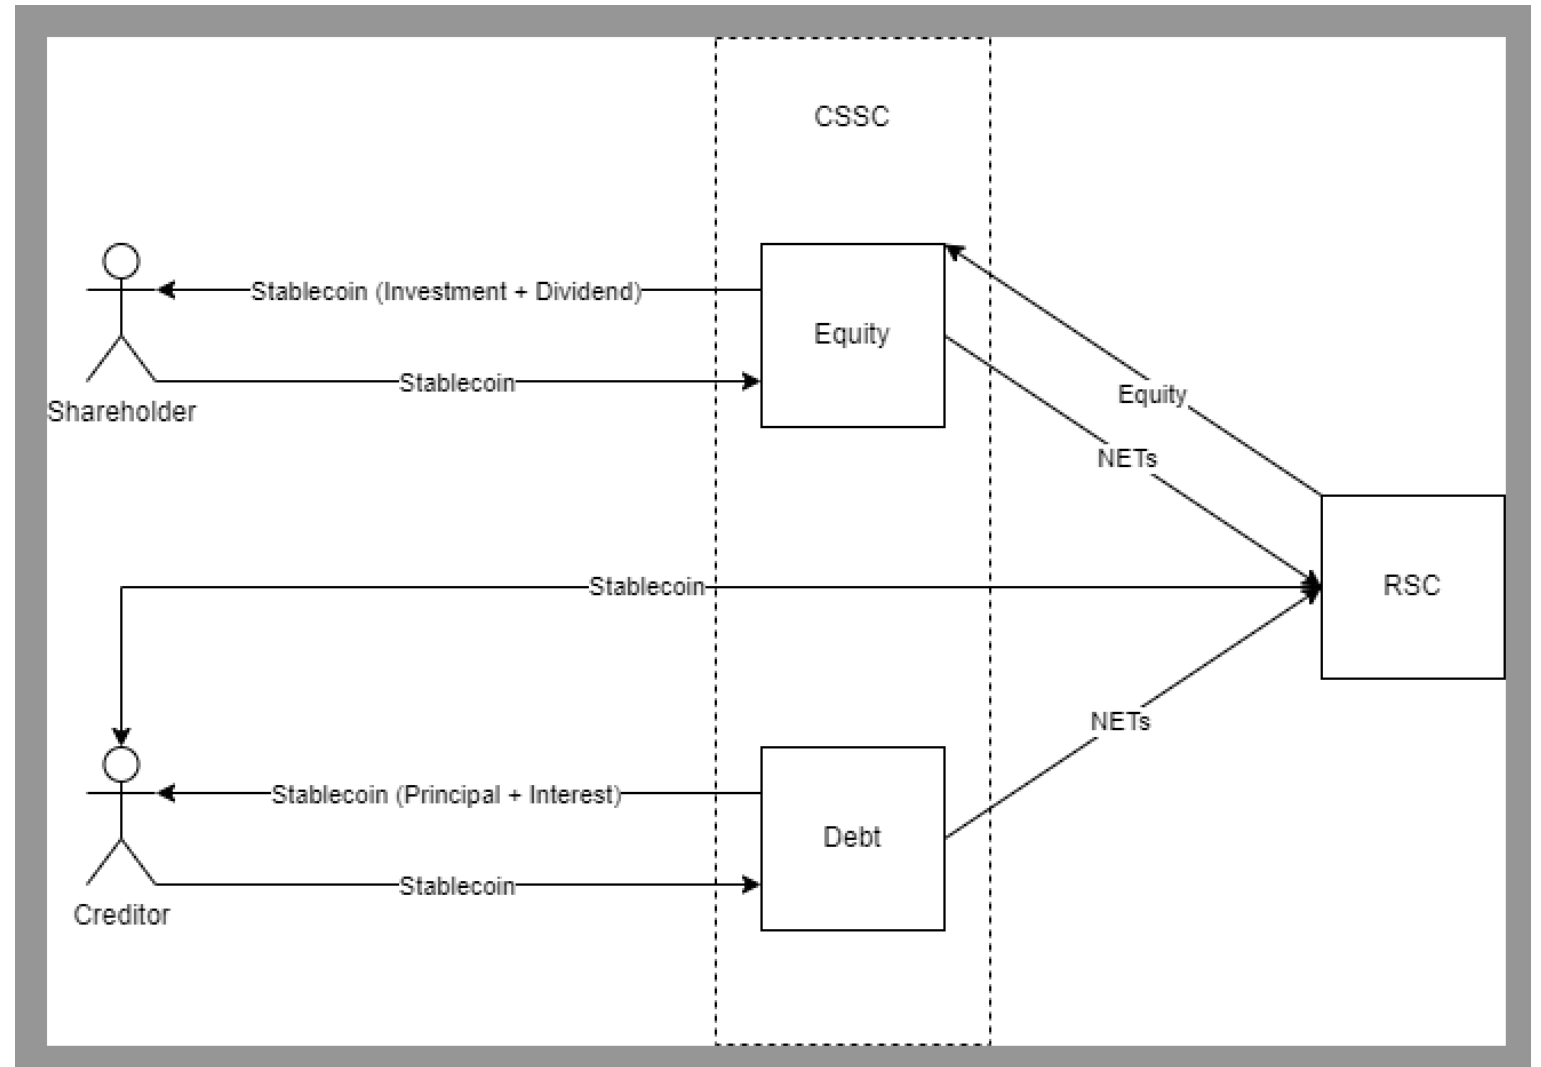 CSSC
Stablecoin (Investment + Dividend)
Equity
Stablecoin
Shareholder
Equity
NETs
Stablecoin
RSC
NETs
Stablecoin (Principal + Interest)
Debt
Stablecoin
Creditor